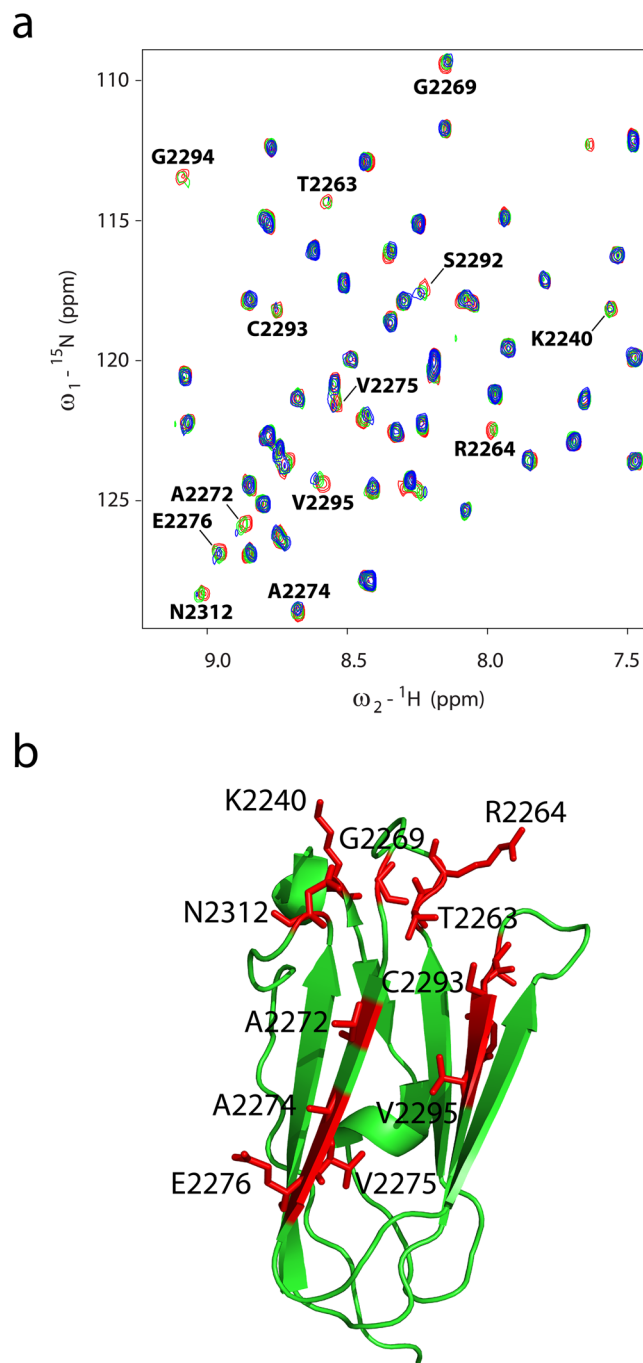 a
110
G2269
G2294
T2263
115
S2292
C2293
K2240
120
V2275
R2264
A2272
V2295
125
E2276
A2274
N2312
9.0
8.5
8.0
7.5
ω1 - 15N (ppm)
ω2 - 1H (ppm)
b
K2240
G2269
R2264
N2312
T2263
C2293
A2272
A2274
V2295
E2276
V2275